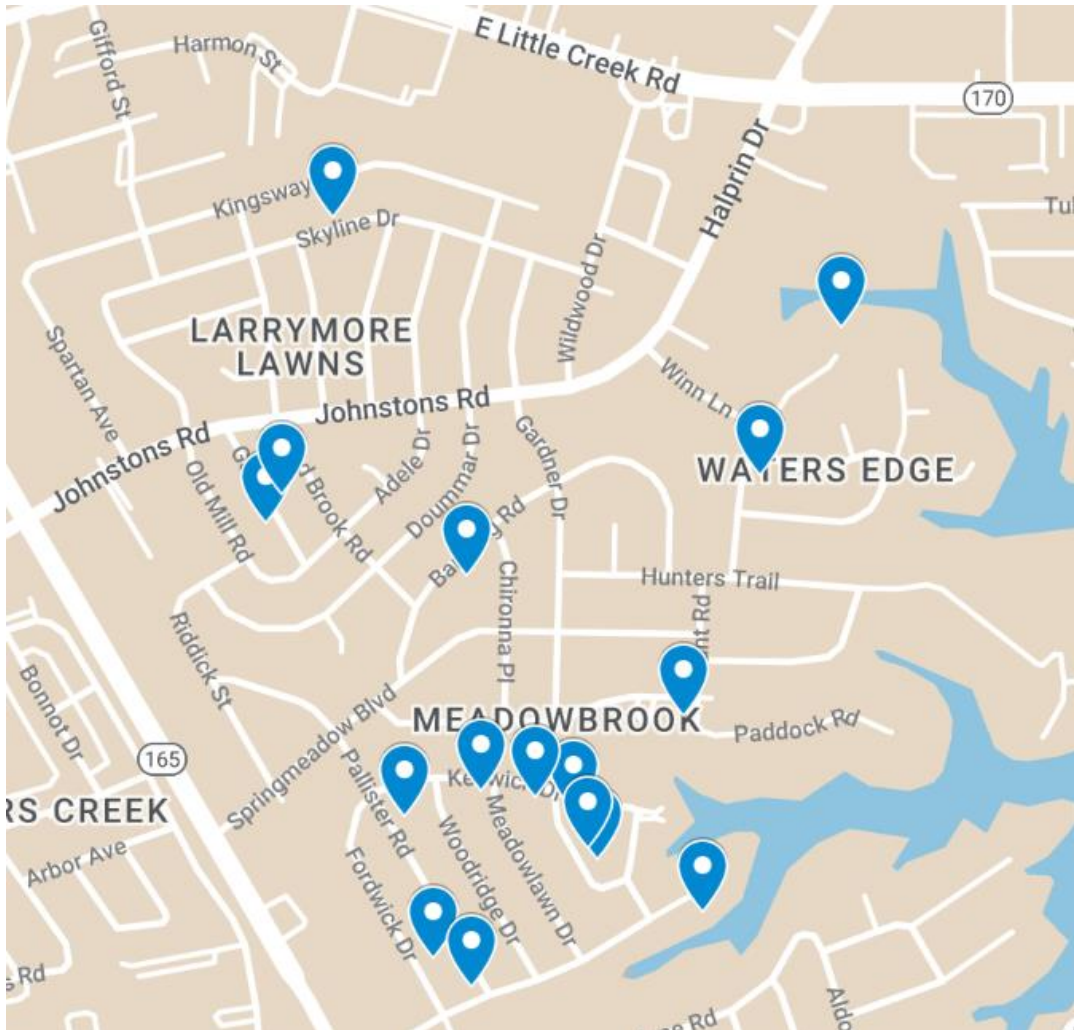 E Little Creek Rd
Gifford St
Harmon St
170
Halprin Dr
Kingsway
Skyline Dr
Wildwood Dr
LARRYMORE
LAWNS
Spartan Ave
Johnstons Rd
Winn Ln
Johnstons Rd
Old Mill Rd
Brook Rd
Adele Dr
Doummar Dr
Gardner Dr
WATERS EDGE
Rd
Chironna Pl
Hunters Trail
Riddick St
Bonnot Dr
Springmeadow Blvd
MEADOWBROOK
Paddock Rd
165
Pallister Rd
RS CREEK
Arbor Ave
Fordwick Dr
Woodridge Dr
Meadowlawn Dr
Rd
Rd